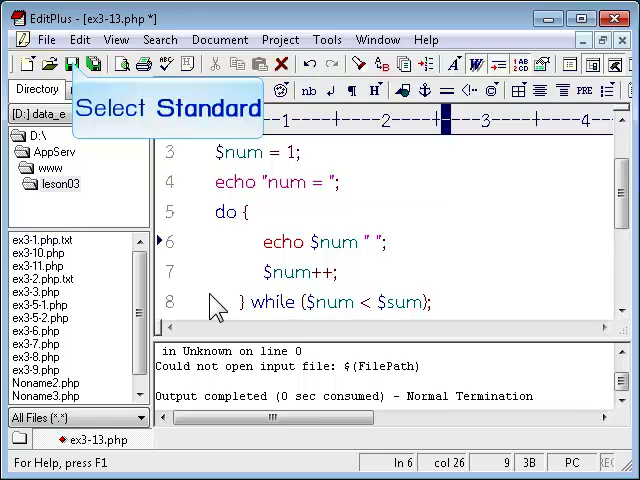 EditPlus - [ex3-13.php *]
File Edit View Search Document Project Tools Window Help
Select Standard
Directory
nb
[D:] data_e
D:\
AppServ
www
leson03
ex3-1.php.txt
ex3-10.php
ex3-11.php
ex3-2.php.txt
ex3-3.php
ex3-5-1.php
ex3-6.php
ex3-7.php
ex3-8.php
ex3-9.php
Noname2.php
Noname3.php
All Files (*.*)
----1----+----2----+----3----+--
3 $num = 1;
4 echo "num = ";
5 do {
6 echo $num " ";
7 $num++;
8 } while ($num < $sum);
in Unknown on line 0
Could not open input file: $(FilePath)
Output completed (0 sec consumed) - Normal Termination
ex3-13.php
For Help, press F1 ln 6 col 26 9 3B PC REC